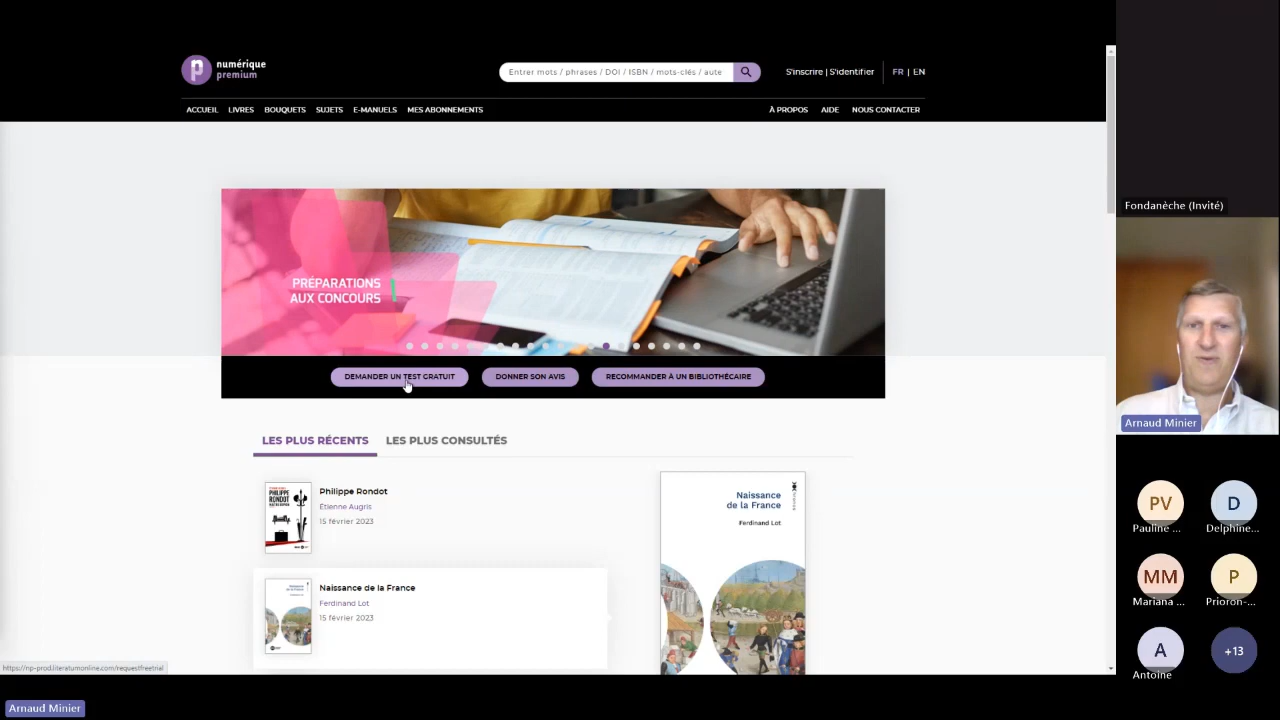 numérique
premium
Entrer mots / phrases / DOI / ISBN / mots-clés / aute
S'inscrire | S'identifier
FR | EN
ACCUEIL LIVRES BOUQUETS SUJETS E-MANUELS MES ABONNEMENTS
À PROPOS AIDE NOUS CONTACTER
PRÉPARATIONS
AUX CONCOURS
DEMANDER UN TEST GRATUIT DONNER SON AVIS RECOMMANDER À UN BIBLIOTHÉCAIRE
LES PLUS RÉCENTS LES PLUS CONSULTÉS
PHILIPPE
RONDOT
Philippe Rondot
Étienne Augris
15 février 2023
Naissance de la France
Ferdinand Lot
15 février 2023
Naissance
de la France
Ferdinand Lot
https://np-prod.literatumonline.com/requestfreetrial
Arnaud Minier
Fondanèche (Invité)
Arnaud Minier
PV
Pauline ...
D
Delphine...
MM
Mariana ...
P
Prioron-...
A
Antoine
+13